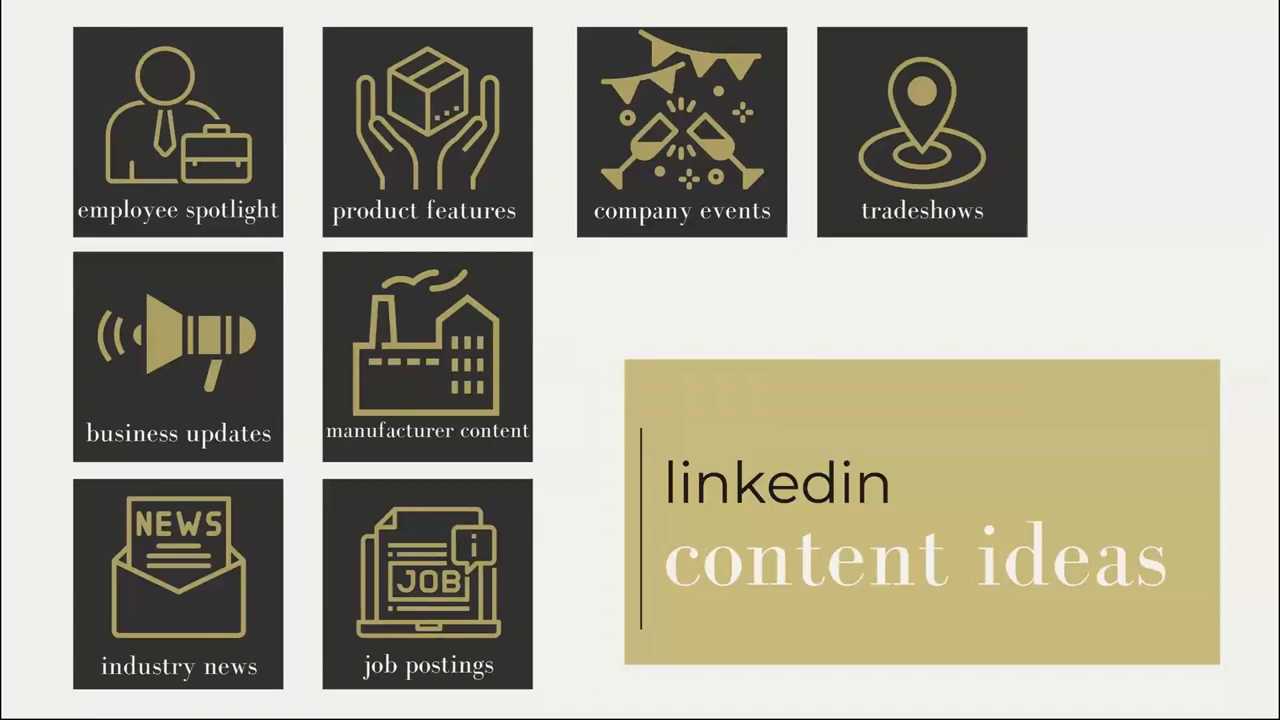 employee spotlight
product features
company events
tradeshows
business updates
manufacturer content
NEWS
industry news
i
JOB
job postings
linkedin
content ideas